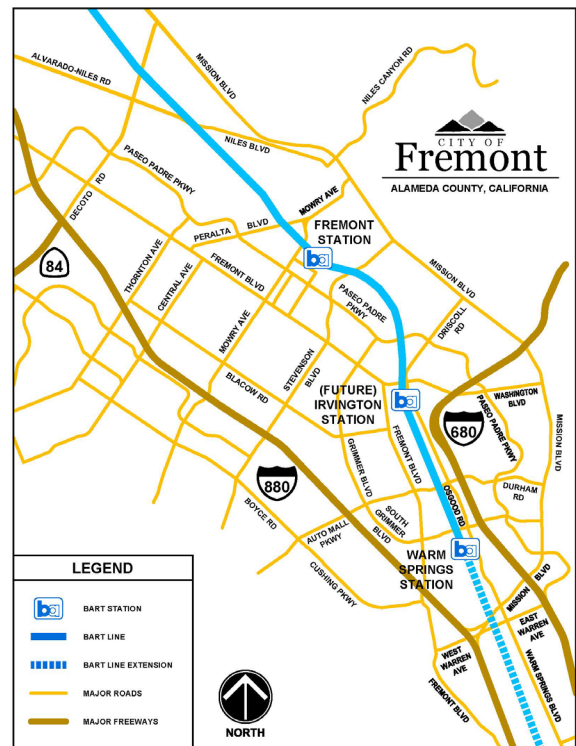 ALVARADO-NILES RD
MISSION BLVD
NILES CANYON RD
CITY OF
Fremont
ALAMEDA COUNTY, CALIFORNIA
NILES BLVD
PASEO PADRE PKWY
DECOTO RD
MOWRY AVE
PERALTA BLVD
FREMONT
STATION
84
THORNTON AVE
CENTRAL AVE
FREMONT BLVD
MISSION BLVD
PASEO PADRE
PKWY
DRISCOLL
RD
MOWRY AVE
STEVENSON
BLVD
BLACOW RD
(FUTURE)
IRVINGTON
STATION
WASHINGTON
BLVD
PASEO PADRE PKWY
680
MISSION BLVD
FREMONT BLVD
GRIMMER BLVD
880
DURHAM
RD
OSGOOD RD
BOYCE RD
SOUTH
GRIMMER
BLVD
AUTO MALL
PKWY
WARM
SPRINGS
STATION
CUSHING PKWY
MISSION BLVD
EAST
WARREN
AVE
WEST
WARREN
AVE
WARM SPRINGS BLVD
FREMONT BLVD
LEGEND
BART STATION
BART LINE
BART LINE EXTENSION
MAJOR ROADS
MAJOR FREEWAYS
NORTH